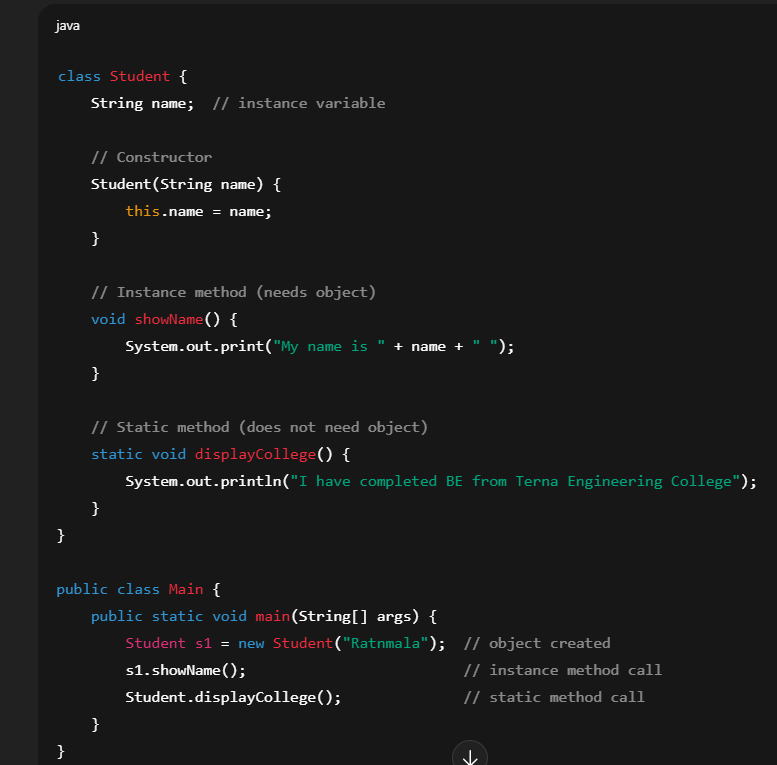 java
class Student {
    String name;  // instance variable

    // Constructor
    Student(String name) {
        this.name = name;
    }

    // Instance method (needs object)
    void showName() {
        System.out.print("My name is " + name + " ");
    }

    // Static method (does not need object)
    static void displayCollege() {
        System.out.println("I have completed BE from Terna Engineering College");
    }
}

public class Main {
    public static void main(String[] args) {
        Student s1 = new Student("Ratnmala");  // object created
        s1.showName();                         // instance method call
        Student.displayCollege();              // static method call
    }
}